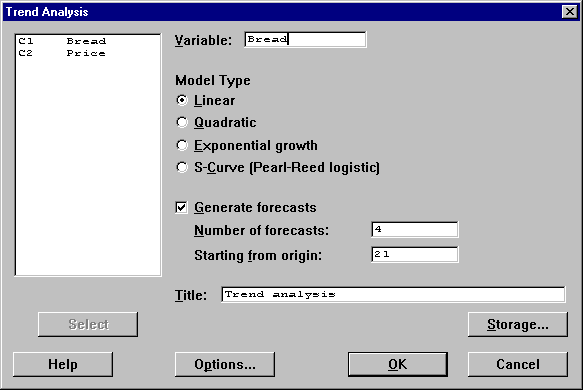 Trend Analysis
C1 Bread
C2 Price
Variable: Bread
Model Type
Linear
Quadratic
Exponential growth
S-Curve (Pearl-Reed logistic)
Generate forecasts
Number of forecasts: 4
Starting from origin: 21
Title: Trend analysis
Select
Storage...
Help
Options...
OK
Cancel